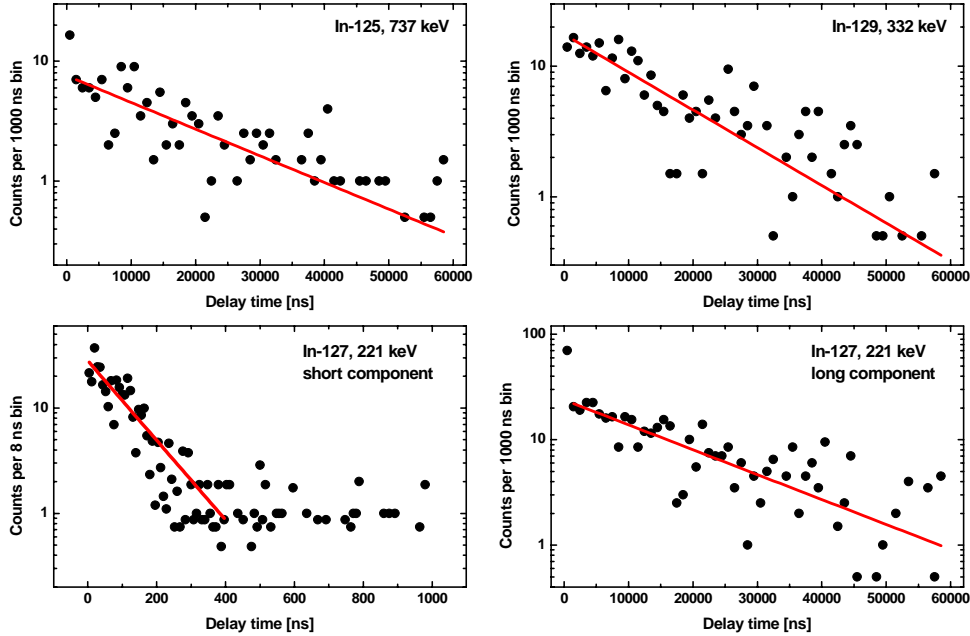 In-125, 737 keV
10
1
Counts per 1000 ns bin
0 10000 20000 30000 40000 50000 60000
Delay time [ns]
In-129, 332 keV
10
1
Counts per 1000 ns bin
0 10000 20000 30000 40000 50000 60000
Delay time [ns]
In-127, 221 keV
short component
10
1
Counts per 8 ns bin
0 200 400 600 800 1000
Delay time [ns]
In-127, 221 keV
long component
100
10
1
Counts per 1000 ns bin
0 10000 20000 30000 40000 50000 60000
Delay time [ns]